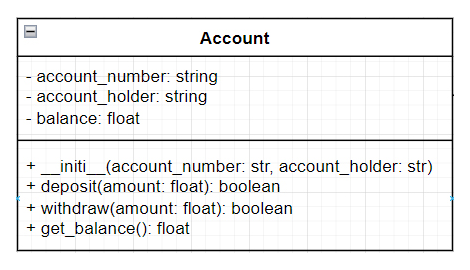 Account
- account_number: string
- account_holder: string
- balance: float
+ __initi__(account_number: str, account_holder: str)
+ deposit(amount: float): boolean
+ withdraw(amount: float): boolean
+ get_balance(): float